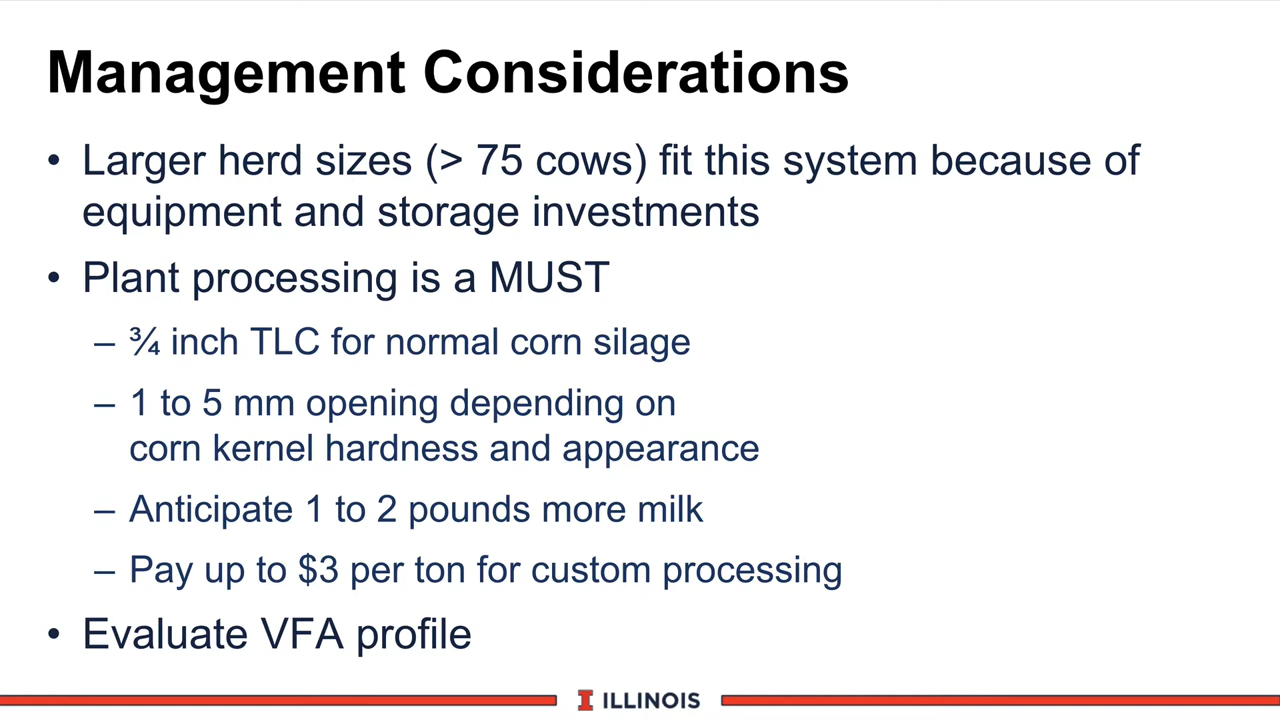 Management Considerations
• Larger herd sizes (> 75 cows) fit this system because of
equipment and storage investments
• Plant processing is a MUST
– ¾ inch TLC for normal corn silage
– 1 to 5 mm opening depending on
corn kernel hardness and appearance
– Anticipate 1 to 2 pounds more milk
– Pay up to $3 per ton for custom processing
• Evaluate VFA profile
I ILLINOIS